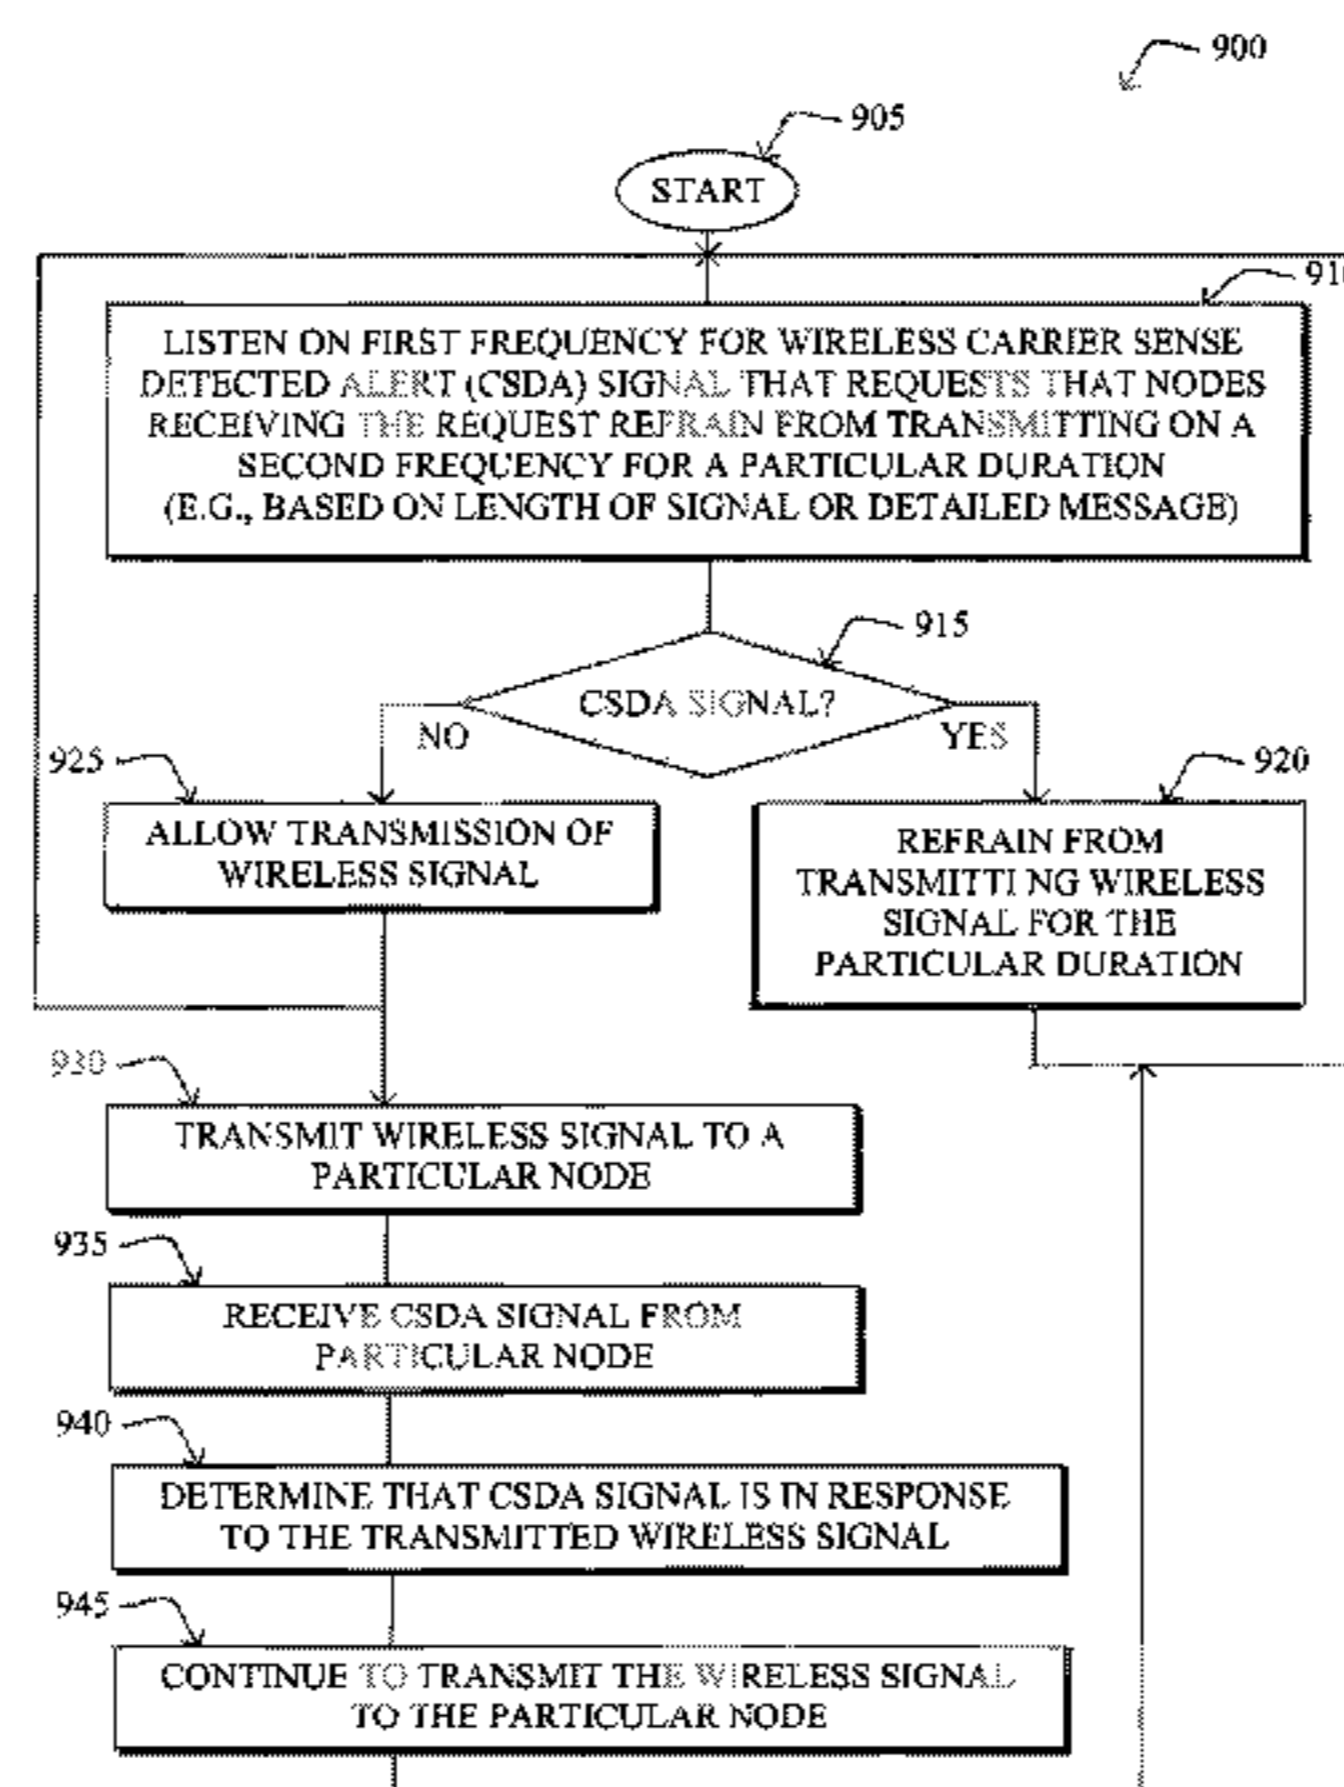 900
905
START
910
LISTEN ON FIRST FREQUENCY FOR WIRELESS CARRIER SENSE
DETECTED ALERT (CSDA) SIGNAL THAT REQUESTS THAT NODES
RECEIVING THE REQUEST REFRAIN FROM TRANSMITTING ON A
SECOND FREQUENCY FOR A PARTICULAR DURATION
(E.G., BASED ON LENGTH OF SIGNAL OR DETAILED MESSAGE)
915
CSDA SIGNAL?
NO
YES
925
920
ALLOW TRANSMISSION OF
WIRELESS SIGNAL
REFRAIN FROM
TRANSMITTI NG WIRELESS
SIGNAL FOR THE
PARTICULAR DURATION
930
TRANSMIT WIRELESS SIGNAL TO A
PARTICULAR NODE
935
RECEIVE CSDA SIGNAL FROM
PARTICULAR NODE
940
DETERMINE THAT CSDA SIGNAL IS IN RESPONSE
TO THE TRANSMITTED WIRELESS SIGNAL
945
CONTINUE TO TRANSMIT THE WIRELESS SIGNAL
TO THE PARTICULAR NODE